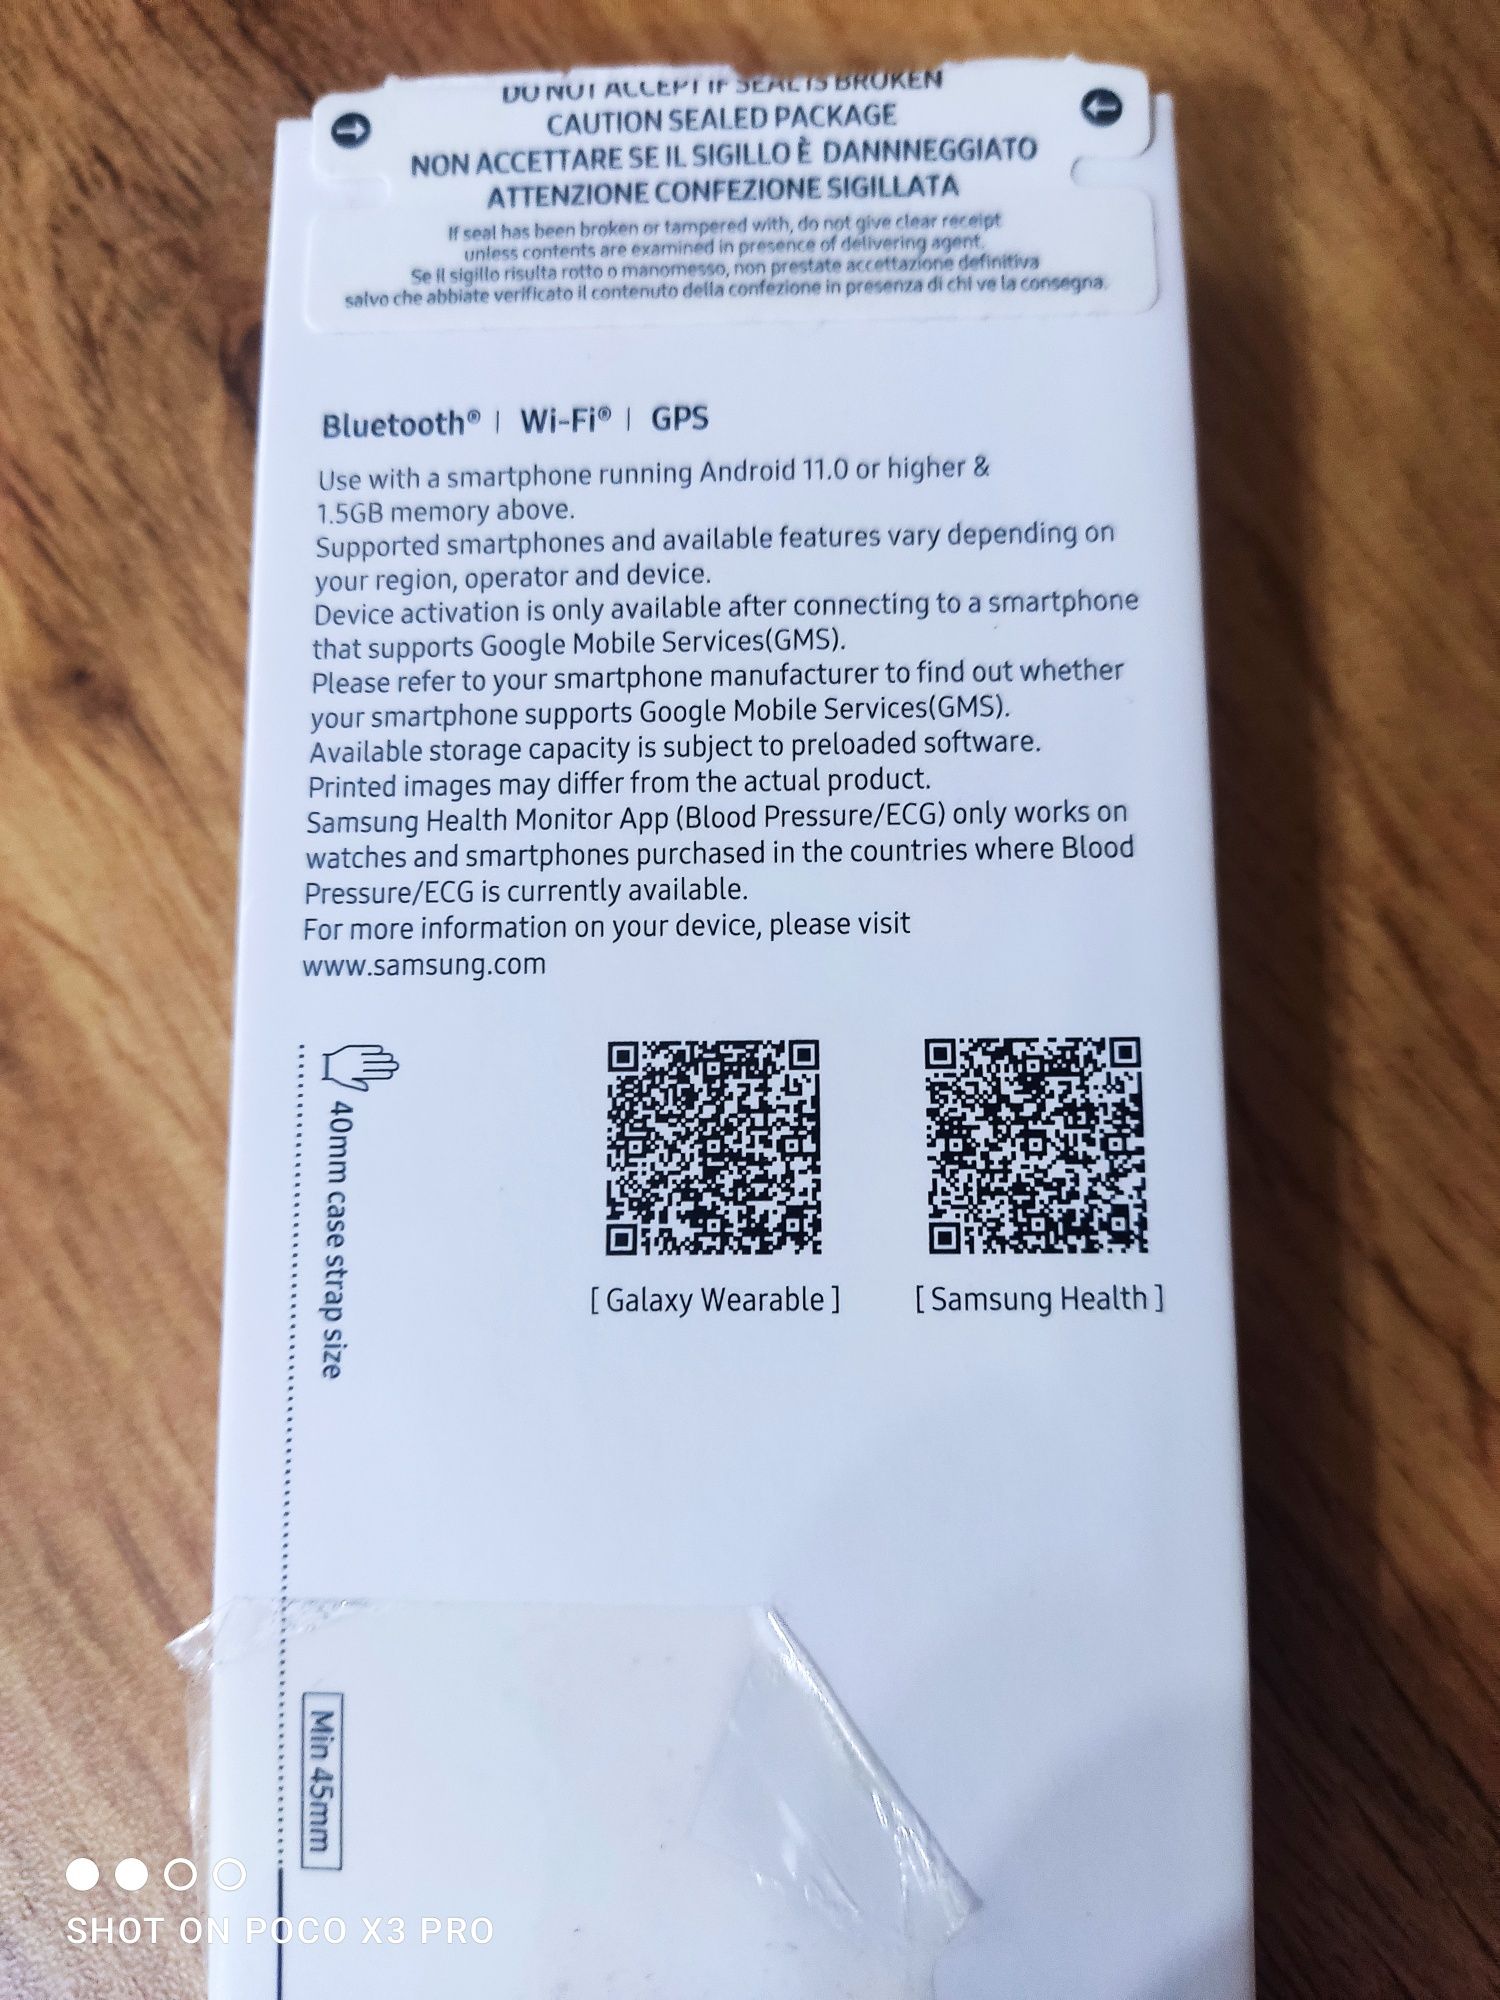 DO NOT ACCEPT IF SEAL IS BROKEN
CAUTION SEALED PACKAGE
NON ACCETTARE SE IL SIGILLO È DANNNEGGIATO
ATTENZIONE CONFEZIONE SIGILLATA
If seal has been broken or tampered with, do not give clear receipt
unless contents are examined in presence of delivering agent.
Se il sigillo risulta rotto o manomesso, non prestate accettazione definitiva
salvo che abbiate verificato il contenuto della confezione in presenza di chi ve la consegna.
Bluetooth® | Wi-Fi® | GPS
Use with a smartphone running Android 11.0 or higher &
1.5GB memory above.
Supported smartphones and available features vary depending on
your region, operator and device.
Device activation is only available after connecting to a smartphone
that supports Google Mobile Services(GMS).
Please refer to your smartphone manufacturer to find out whether
your smartphone supports Google Mobile Services(GMS).
Available storage capacity is subject to preloaded software.
Printed images may differ from the actual product.
Samsung Health Monitor App (Blood Pressure/ECG) only works on
watches and smartphones purchased in the countries where Blood
Pressure/ECG is currently available.
For more information on your device, please visit
www.samsung.com
40mm case strap size
[ Galaxy Wearable ]
[ Samsung Health ]
Min 45mm
SHOT ON POCO X3 PRO